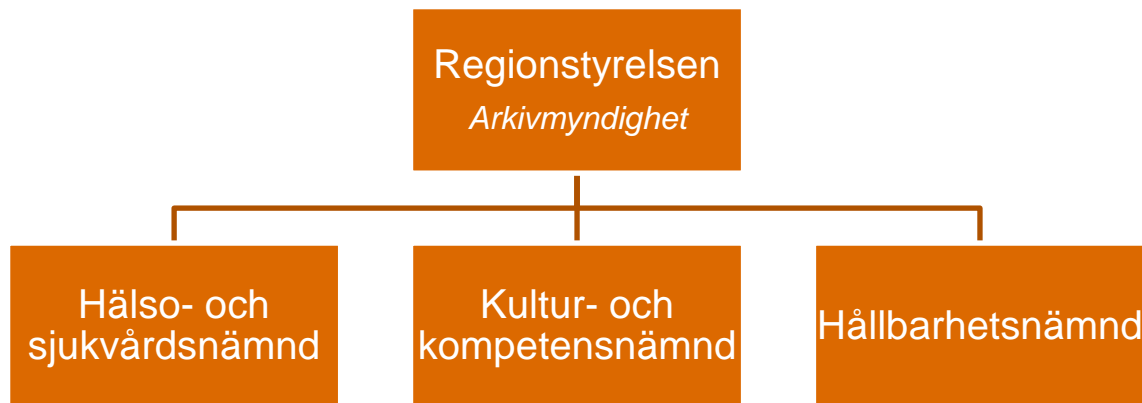 Regionstyrelsen
Arkivmyndighet
Hälso- och
sjukvårdsnämnd
Kultur- och
kompetensnämnd
Hållbarhetsnämnd